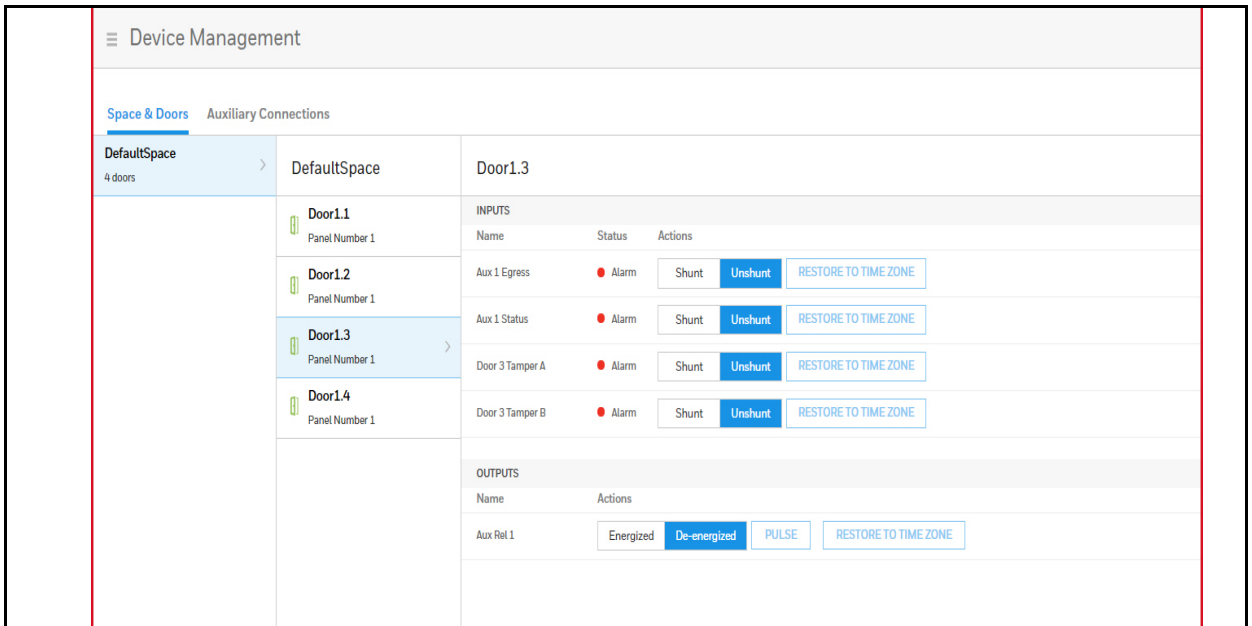 Device Management
Space & Doors Auxiliary Connections
DefaultSpace
4 doors
DefaultSpace
Door1.1
Panel Number 1
Door1.2
Panel Number 1
Door1.3
Panel Number 1
Door1.4
Panel Number 1
Door1.3
INPUTS
Name Status Actions
Aux 1 Egress Alarm Shunt Unshunt RESTORE TO TIME ZONE
Aux 1 Status Alarm Shunt Unshunt RESTORE TO TIME ZONE
Door 3 Tamper A Alarm Shunt Unshunt RESTORE TO TIME ZONE
Door 3 Tamper B Alarm Shunt Unshunt RESTORE TO TIME ZONE
OUTPUTS
Name Actions
Aux Rel 1 Energized De-energized PULSE RESTORE TO TIME ZONE